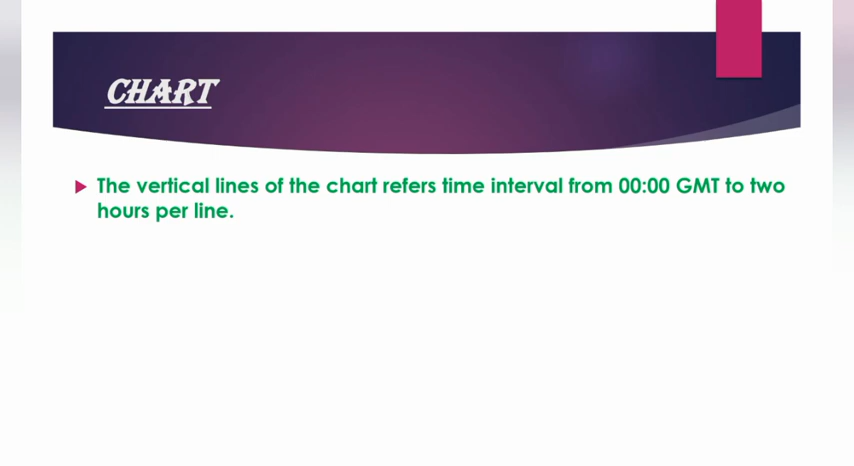 CHART
The vertical lines of the chart refers time interval from 00:00 GMT to two
hours per line.